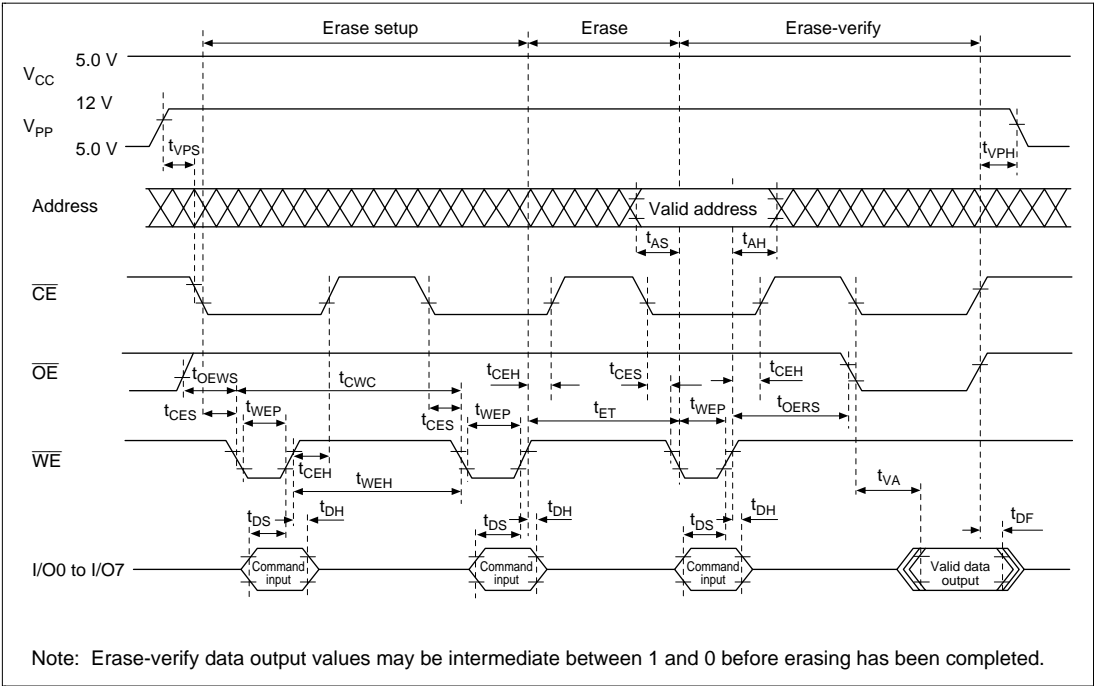 Erase setup Erase Erase-verify
VCC 5.0 V
12 V
VPP
5.0 V
tVPS tVPH
Address Valid address
tAS tAH
CE
OE
tOEWS tCWC tCEH tCES tCEH
tCES tWEP tCES tWEP tET tWEP tOERS
WE
tCEH
tWEH
tVA
tDS tDH tDS tDH tDS tDH tDF
I/O0 to I/O7
Command input Command input Command input Valid data output
Note: Erase-verify data output values may be intermediate between 1 and 0 before erasing has been completed.